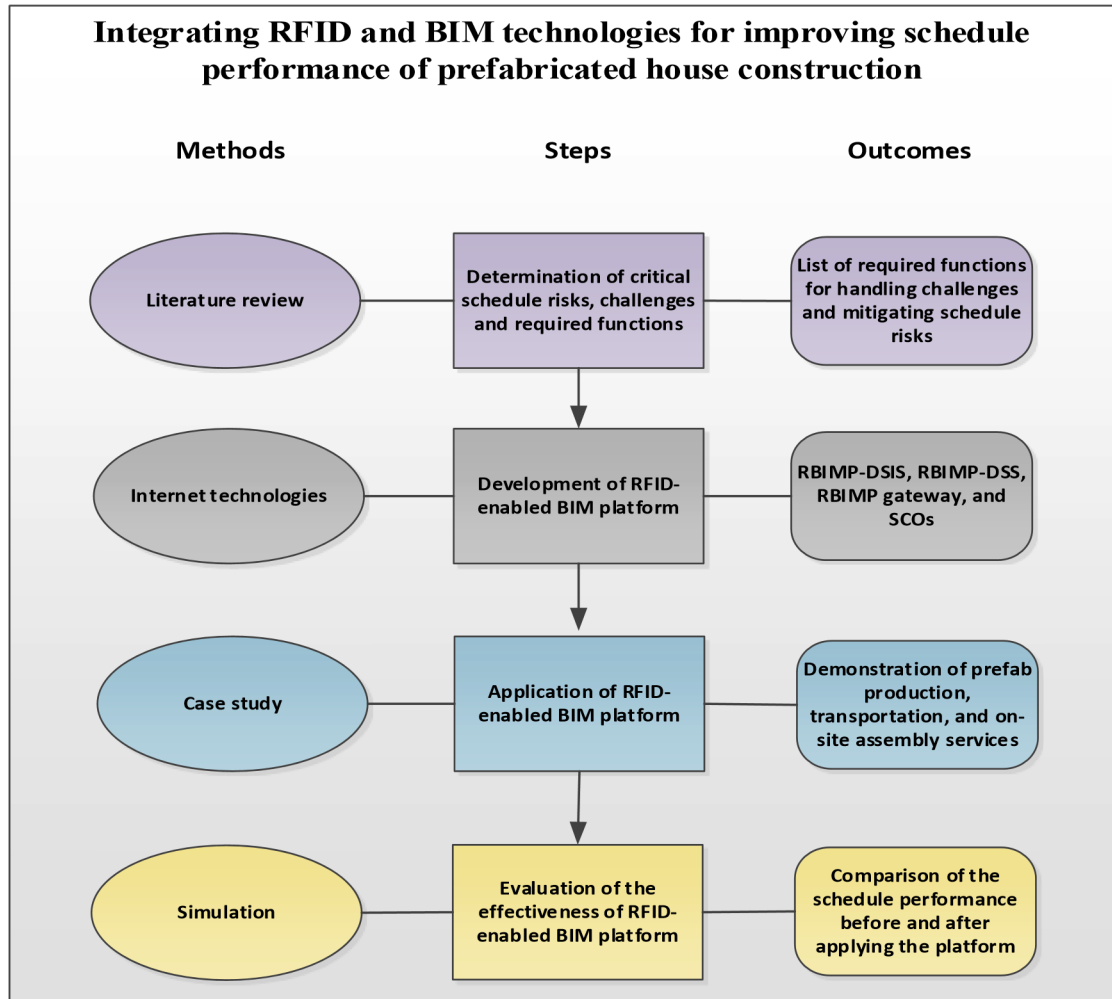 Integrating RFID and BIM technologies for improving schedule
performance of prefabricated house construction
Methods
Steps
Outcomes
Literature review
Determination of critical
schedule risks, challenges
and required functions
List of required functions
for handling challenges
and mitigating schedule
risks
Internet technologies
Development of RFID-
enabled BIM platform
RBIMP-DSIS, RBIMP-DSS,
RBIMP gateway, and
SCOs
Case study
Application of RFID-
enabled BIM platform
Demonstration of prefab
production,
transportation, and on-
site assembly services
Simulation
Evaluation of the
effectiveness of RFID-
enabled BIM platform
Comparison of the
schedule performance
before and after
applying the platform